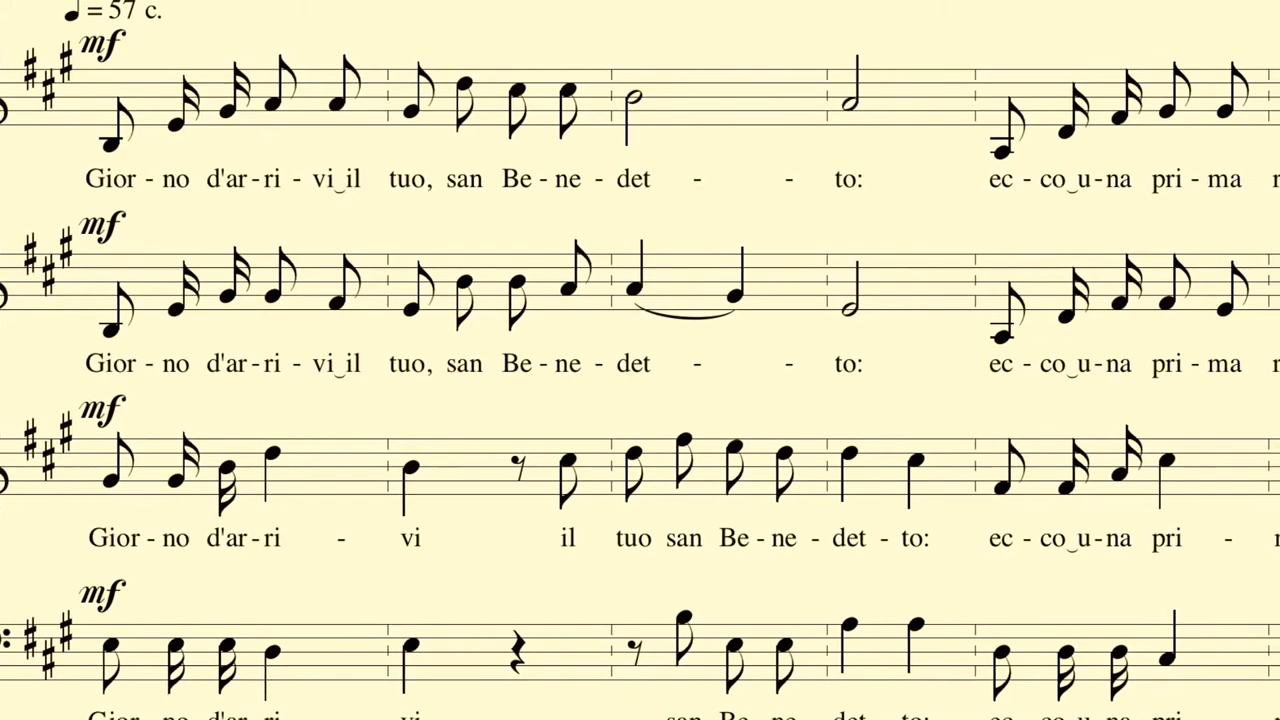 ♩ = 57 c.
mf
Gior - no d'ar - ri - vi‿il tuo, san Be - ne - det - - to: ec - co‿u - na pri - ma
mf
Gior - no d'ar - ri - vi‿il tuo, san Be - ne - det - - to: ec - co‿u - na pri - ma
mf
Gior - no d'ar - ri - vi il tuo san Be - ne - det - to: ec - co‿u - na pri -
mf